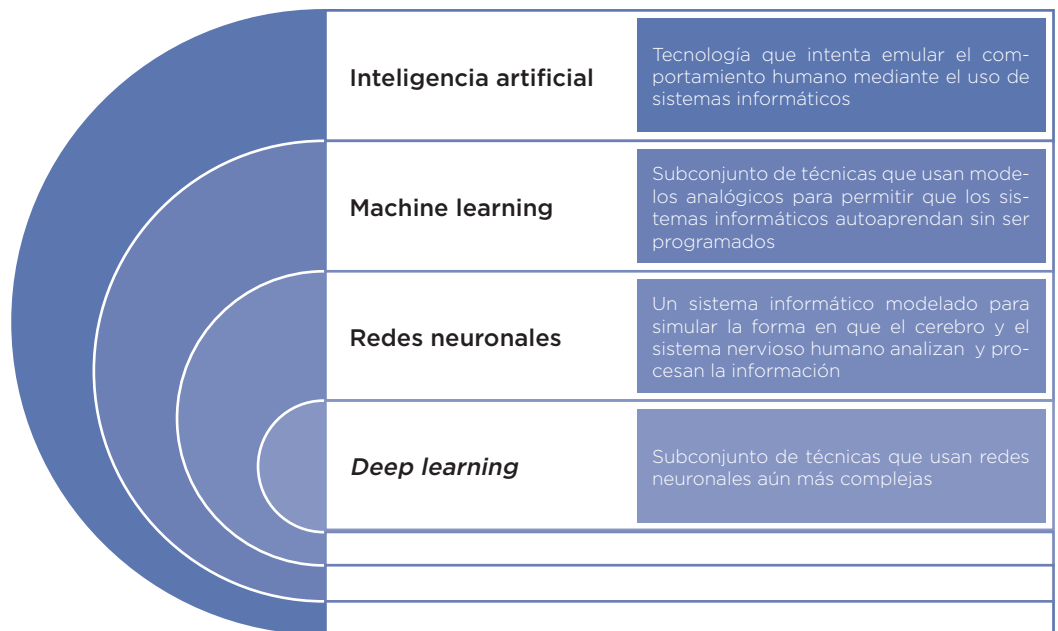 Inteligencia artificial
Tecnología que intenta emular el com-
portamiento humano mediante el uso de
sistemas informáticos
Machine learning
Subconjunto de técnicas que usan mode-
los analógicos para permitir que los sis-
temas informáticos autoaprendan sin ser
programados
Redes neuronales
Un sistema informático modelado para
simular la forma en que el cerebro y el
sistema nervioso humano analizan y pro-
cesan la información
Deep learning
Subconjunto de técnicas que usan redes
neuronales aún más complejas